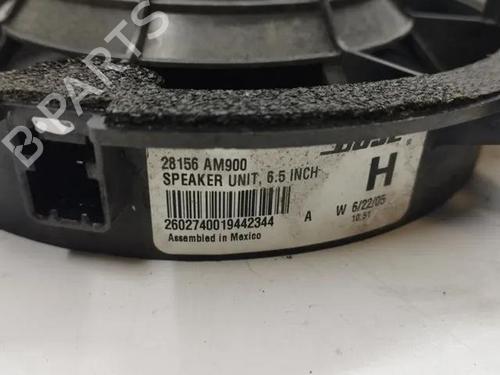 B-PARTS
BOSE®
28156 AM900
SPEAKER UNIT, 6.5 INCH
H
2602740019442344
A W 6/22/05
10:51
Assembled in Mexico